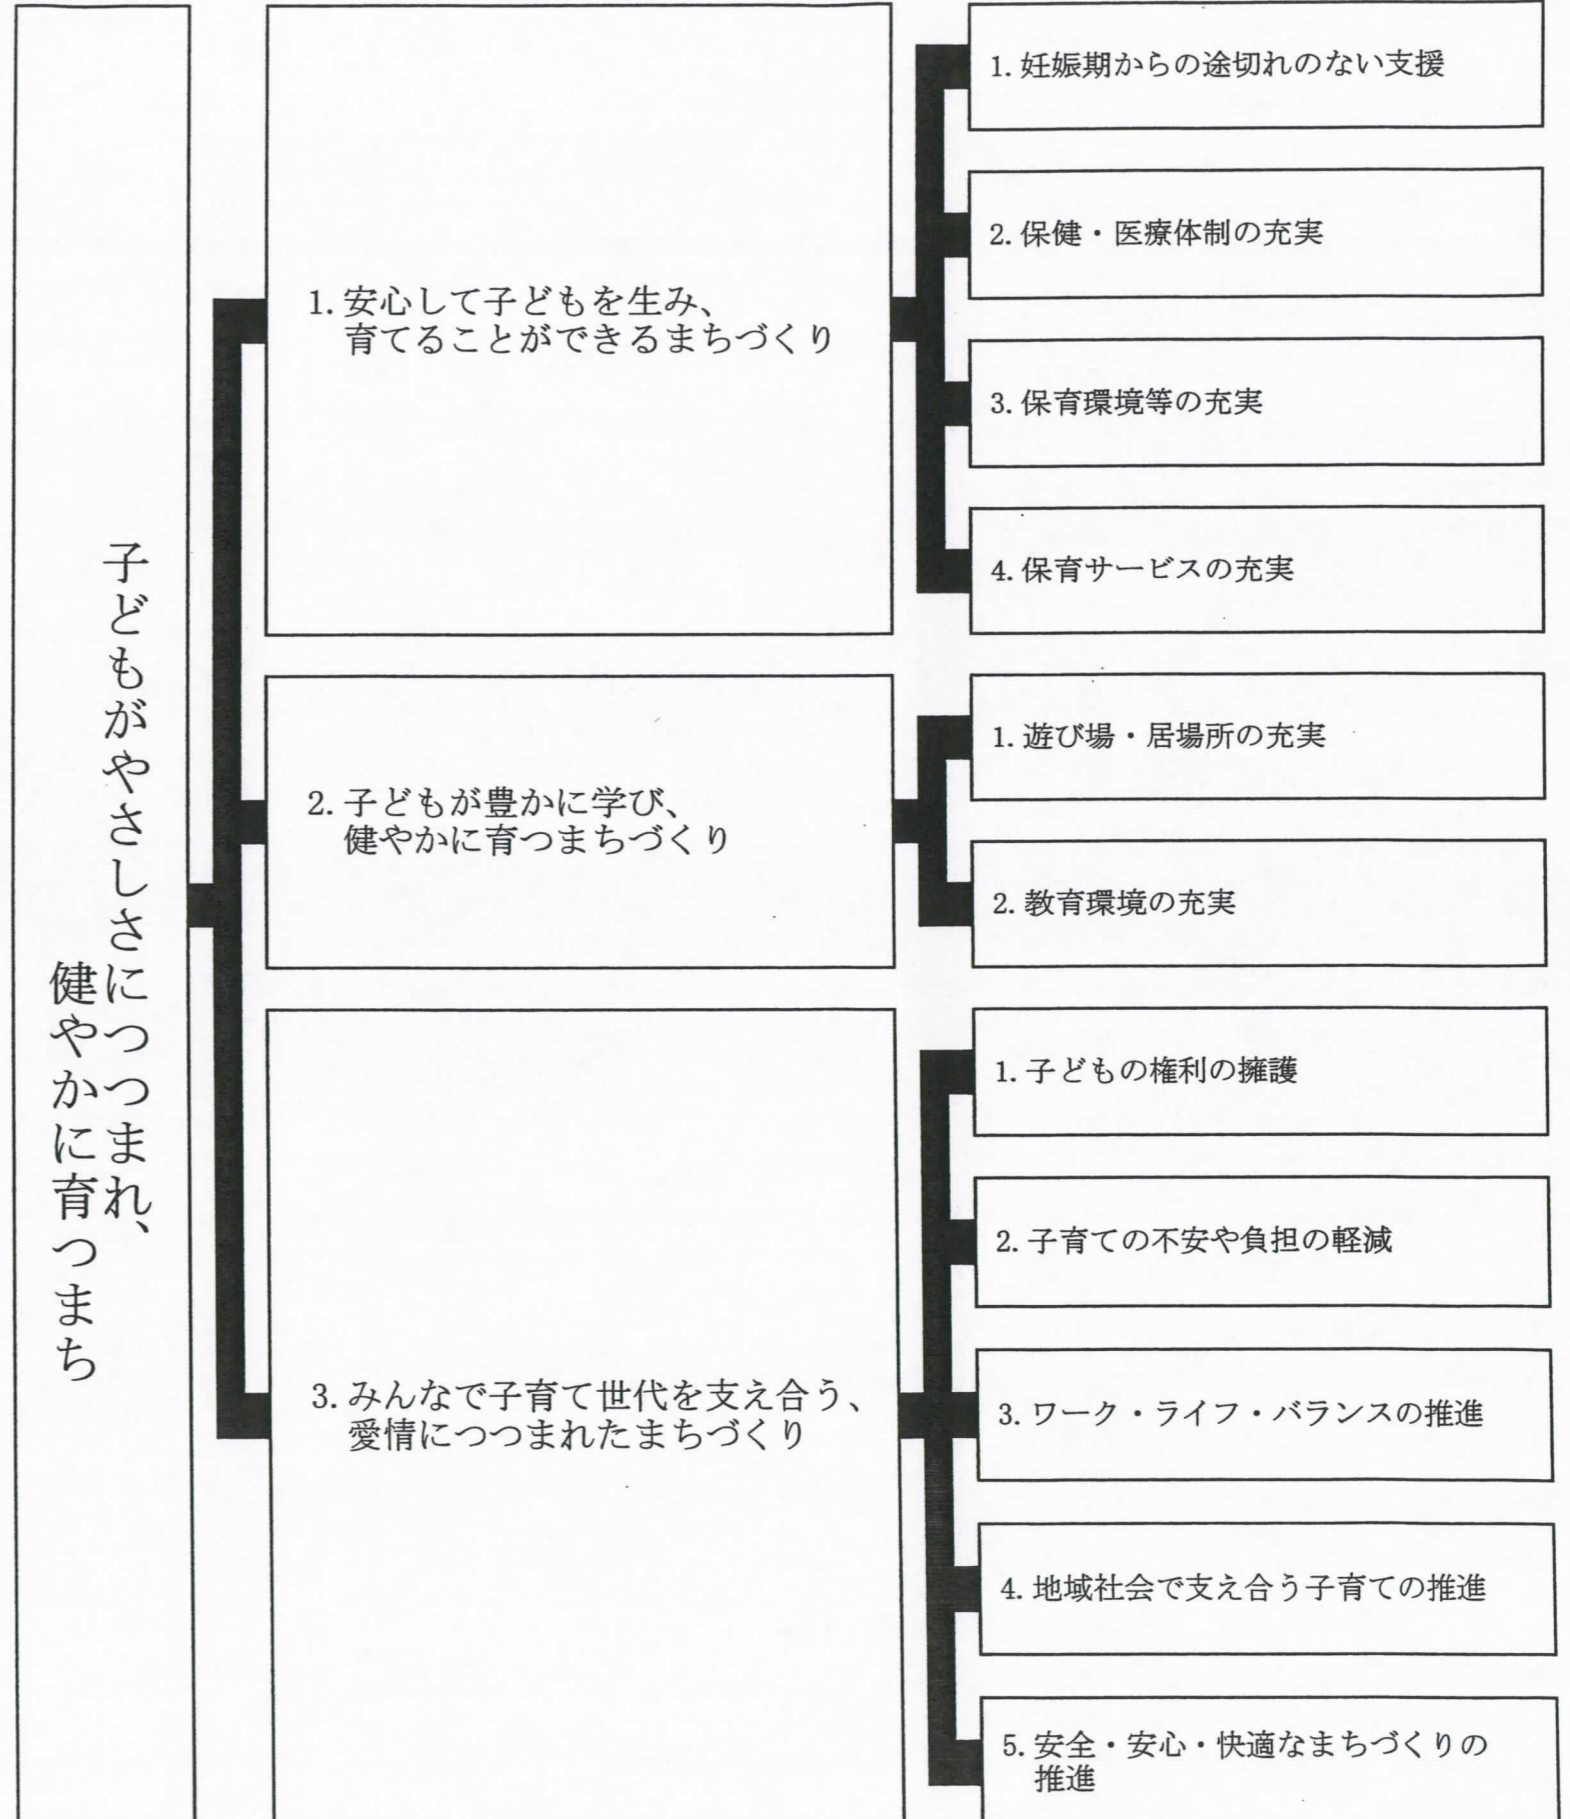 子どもがやさしさにつつまれ、
健やかに育つまち
1. 安心して子どもを生み、
育てることができるまちづくり
1. 妊娠期からの途切れのない支援
2. 保健・医療体制の充実
3. 保育環境等の充実
4. 保育サービスの充実
2. 子どもが豊かに学び、
健やかに育つまちづくり
1. 遊び場・居場所の充実
2. 教育環境の充実
3. みんなで子育て世代を支え合う、
愛情につつまれたまちづくり
1. 子どもの権利の擁護
2. 子育ての不安や負担の軽減
3. ワーク・ライフ・バランスの推進
4. 地域社会で支え合う子育ての推進
5. 安全・安心・快適なまちづくりの
推進